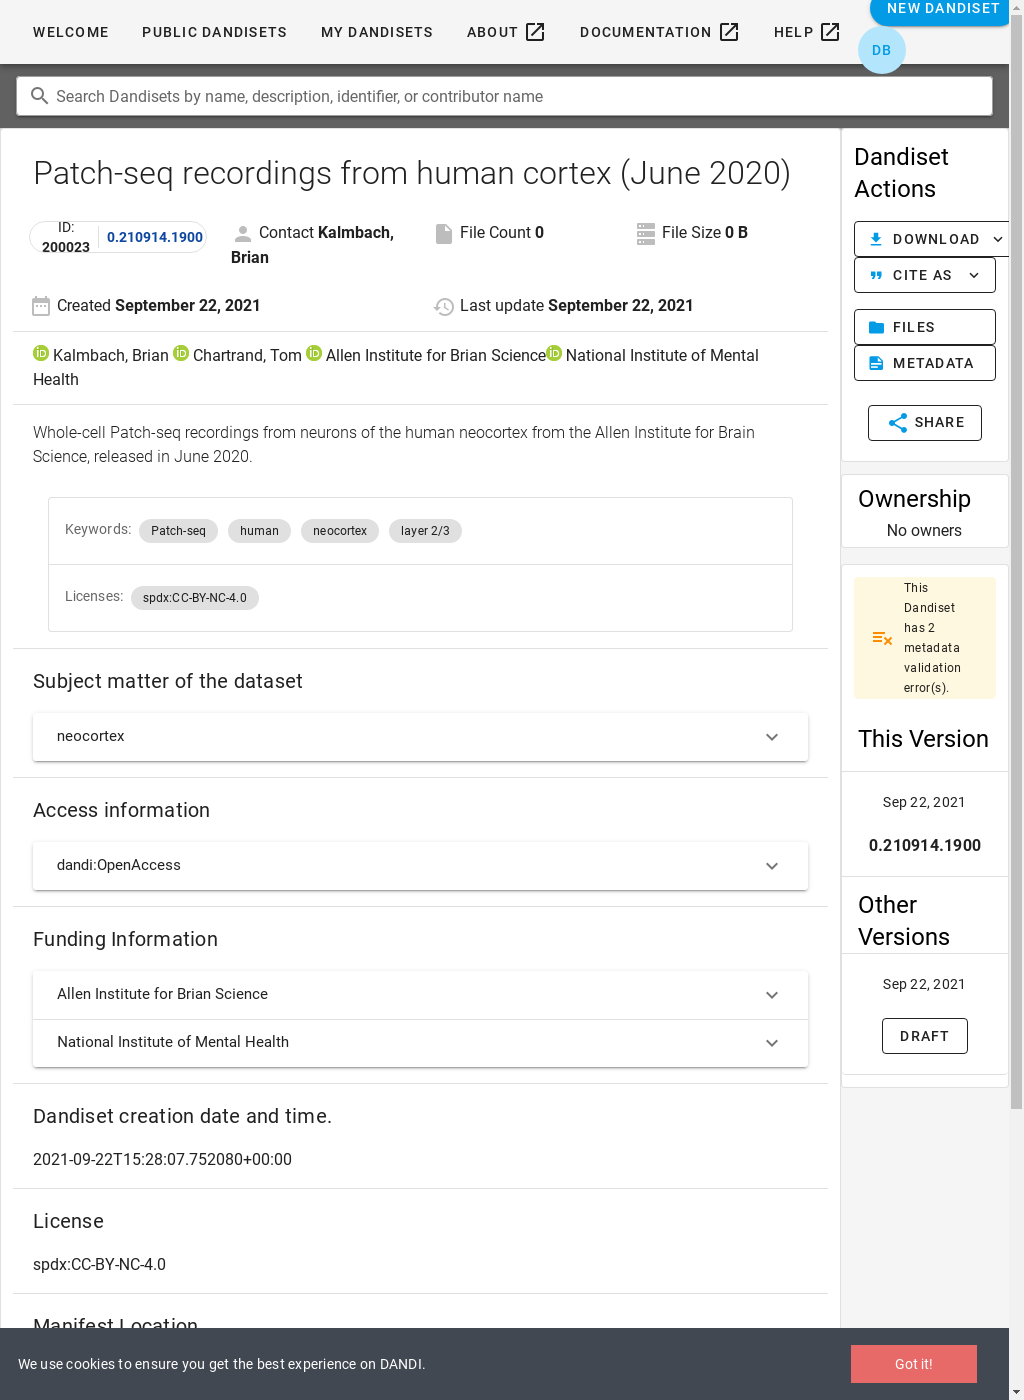 WELCOME
PUBLIC DANDISETS
MY DANDISETS
ABOUT
DOCUMENTATION
HELP
NEW DANDISET
DB
Search Dandisets by name, description, identifier, or contributor name
Patch-seq recordings from human cortex (June 2020)
ID:
200023
0.210914.1900
Contact Kalmbach,
Brian
File Count 0
File Size 0 B
Created September 22, 2021
Last update September 22, 2021
Kalmbach, Brian Chartrand, Tom Allen Institute for Brian Science National Institute of Mental
Health
Whole-cell Patch-seq recordings from neurons of the human neocortex from the Allen Institute for Brain
Science, released in June 2020.
Keywords: Patch-seq human neocortex layer 2/3
Licenses: spdx:CC-BY-NC-4.0
Subject matter of the dataset
neocortex
Access information
dandi:OpenAccess
Funding Information
Allen Institute for Brian Science
National Institute of Mental Health
Dandiset creation date and time.
2021-09-22T15:28:07.752080+00:00
License
spdx:CC-BY-NC-4.0
Manifest Location
Dandiset
Actions
DOWNLOAD
CITE AS
FILES
METADATA
SHARE
Ownership
No owners
This
Dandiset
has 2
metadata
validation
error(s).
This Version
Sep 22, 2021
0.210914.1900
Other
Versions
Sep 22, 2021
DRAFT
We use cookies to ensure you get the best experience on DANDI.
Got it!